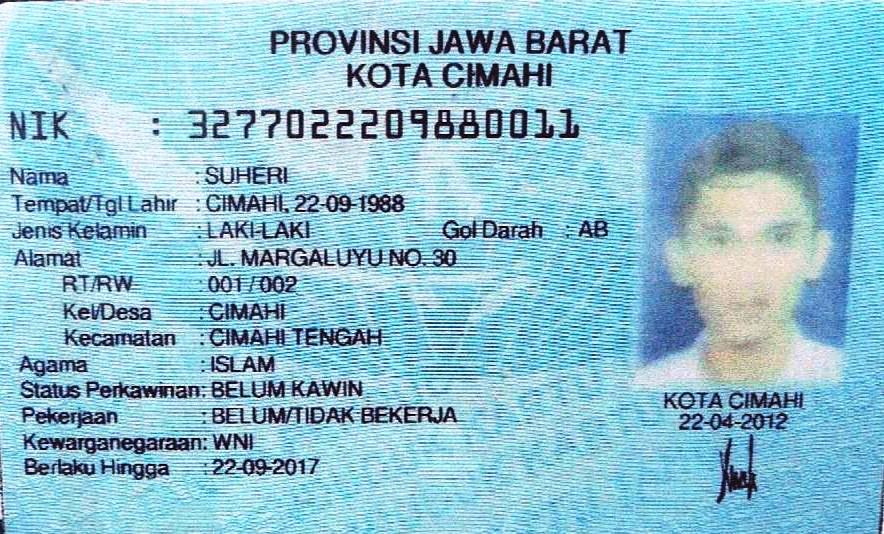 PROVINSI JAWA BARAT
KOTA CIMAHI
NIK : 3277022209880011
Nama : SUHERI
Tempat/Tgl Lahir : CIMAHI, 22-09-1988
Jenis Kelamin : LAKI-LAKI Gol Darah : AB
Alamat : JL. MARGALUYU NO. 30
RT/RW : 001 / 002
Kel/Desa : CIMAHI
Kecamatan : CIMAHI TENGAH
Agama : ISLAM
Status Perkawinan: BELUM KAWIN
Pekerjaan : BELUM/TIDAK BEKERJA
Kewarganegaraan: WNI
Berlaku Hingga : 22-09-2017
KOTA CIMAHI
22-04-2012